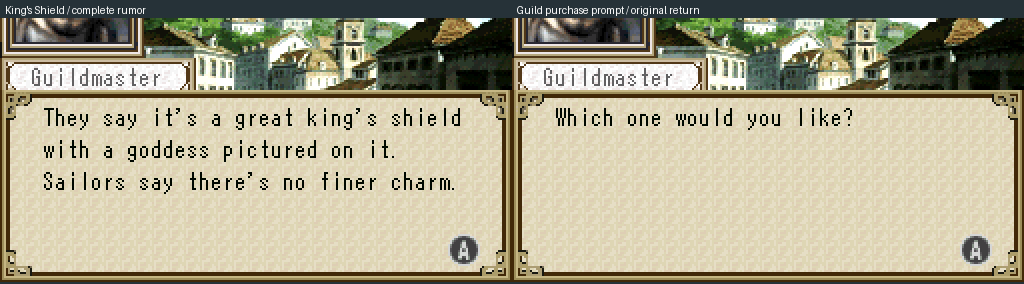 King's Shield / complete rumor
Guildmaster
They say it's a great king's shield
with a goddess pictured on it.
Sailors say there's no finer charm.
A
Guild purchase prompt / original return
Guildmaster
Which one would you like?
A